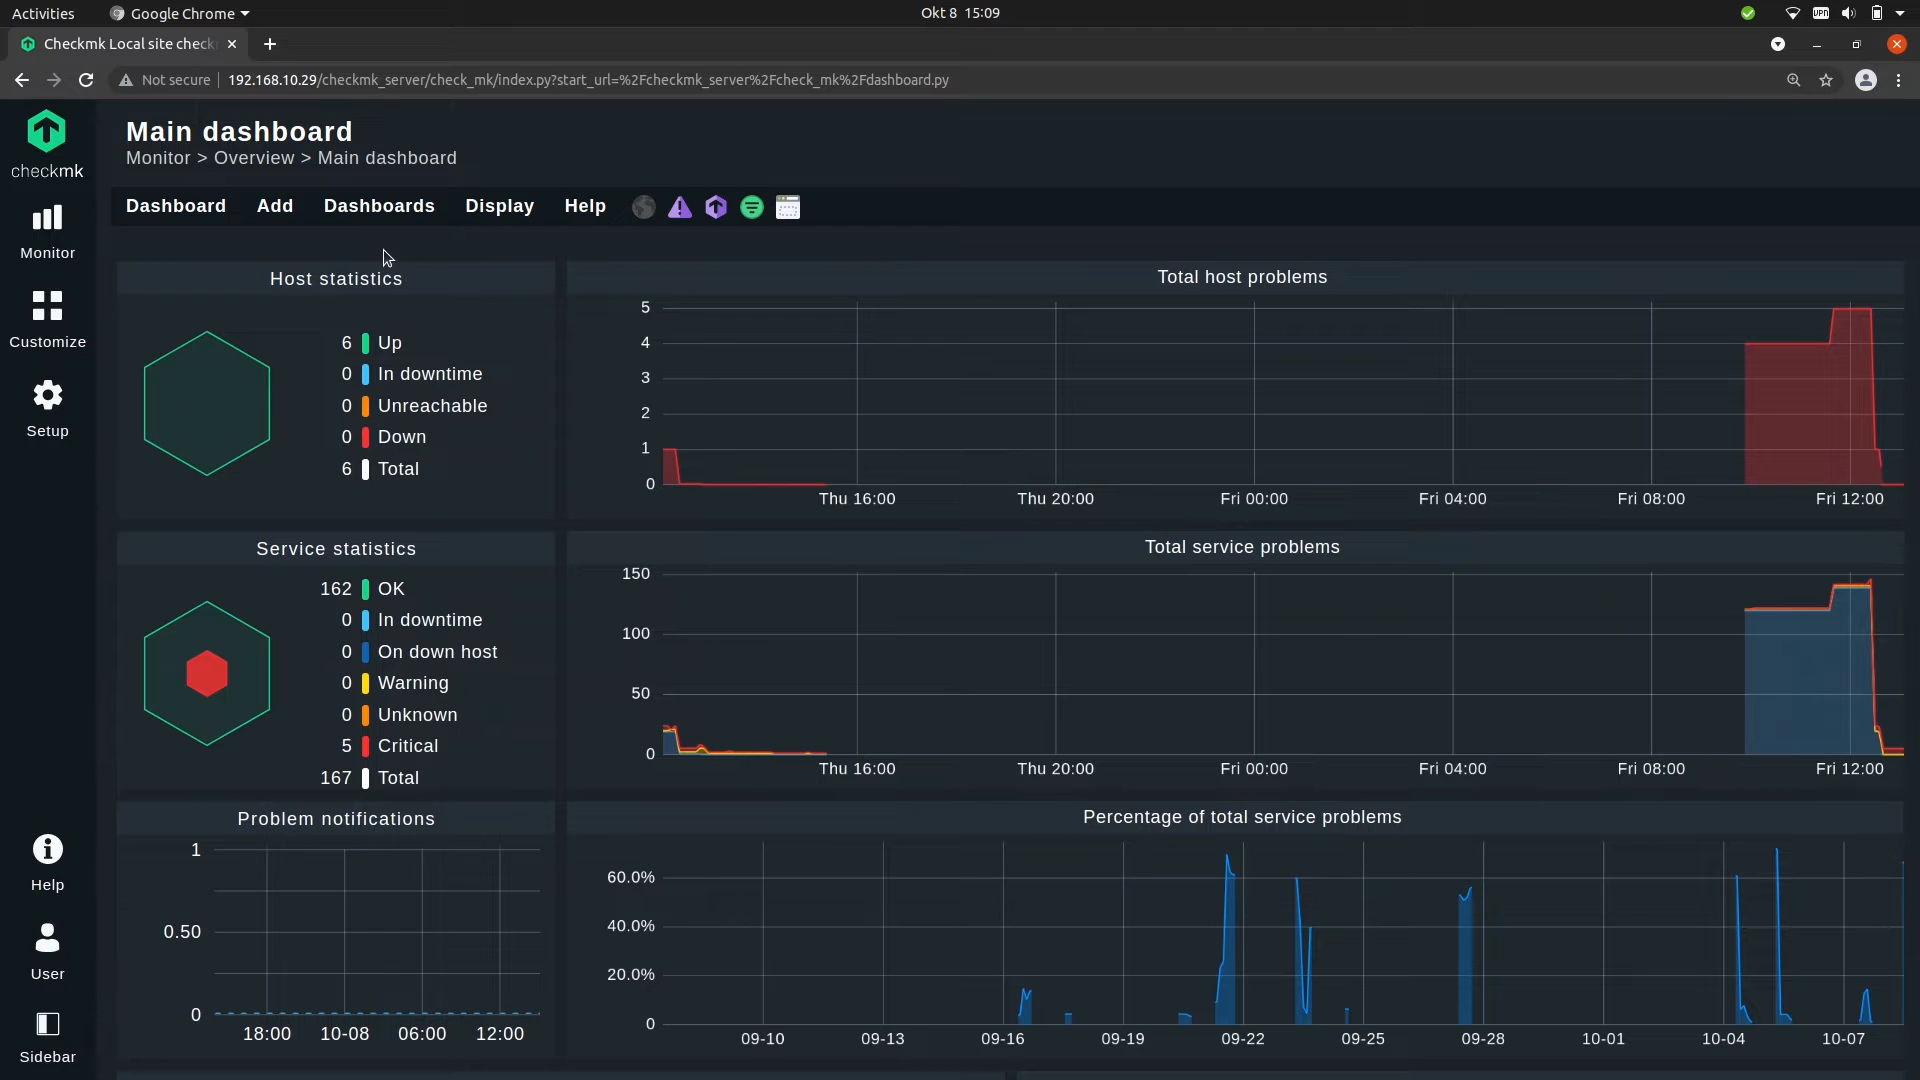 Activities
Google Chrome
Okt 8 15:09
VPN
Checkmk Local site check
Not secure
192.168.10.29/checkmk_server/check_mk/index.py?start_url=%2Fcheckmk_server%2Fcheck_mk%2Fdashboard.py
checkmk
Monitor
Customize
Setup
Help
User
Sidebar
Main dashboard
Monitor > Overview > Main dashboard
Dashboard Add Dashboards Display Help
Host statistics
6 Up
0 In downtime
0 Unreachable
0 Down
6 Total
Total host problems
5
4
3
2
1
0
Thu 16:00 Thu 20:00 Fri 00:00 Fri 04:00 Fri 08:00 Fri 12:00
Service statistics
162 OK
0 In downtime
0 On down host
0 Warning
0 Unknown
5 Critical
167 Total
Total service problems
150
100
50
0
Thu 16:00 Thu 20:00 Fri 00:00 Fri 04:00 Fri 08:00 Fri 12:00
Problem notifications
1
0.50
0
18:00 10-08 06:00 12:00
Percentage of total service problems
60.0%
40.0%
20.0%
0
09-10 09-13 09-16 09-19 09-22 09-25 09-28 10-01 10-04 10-07